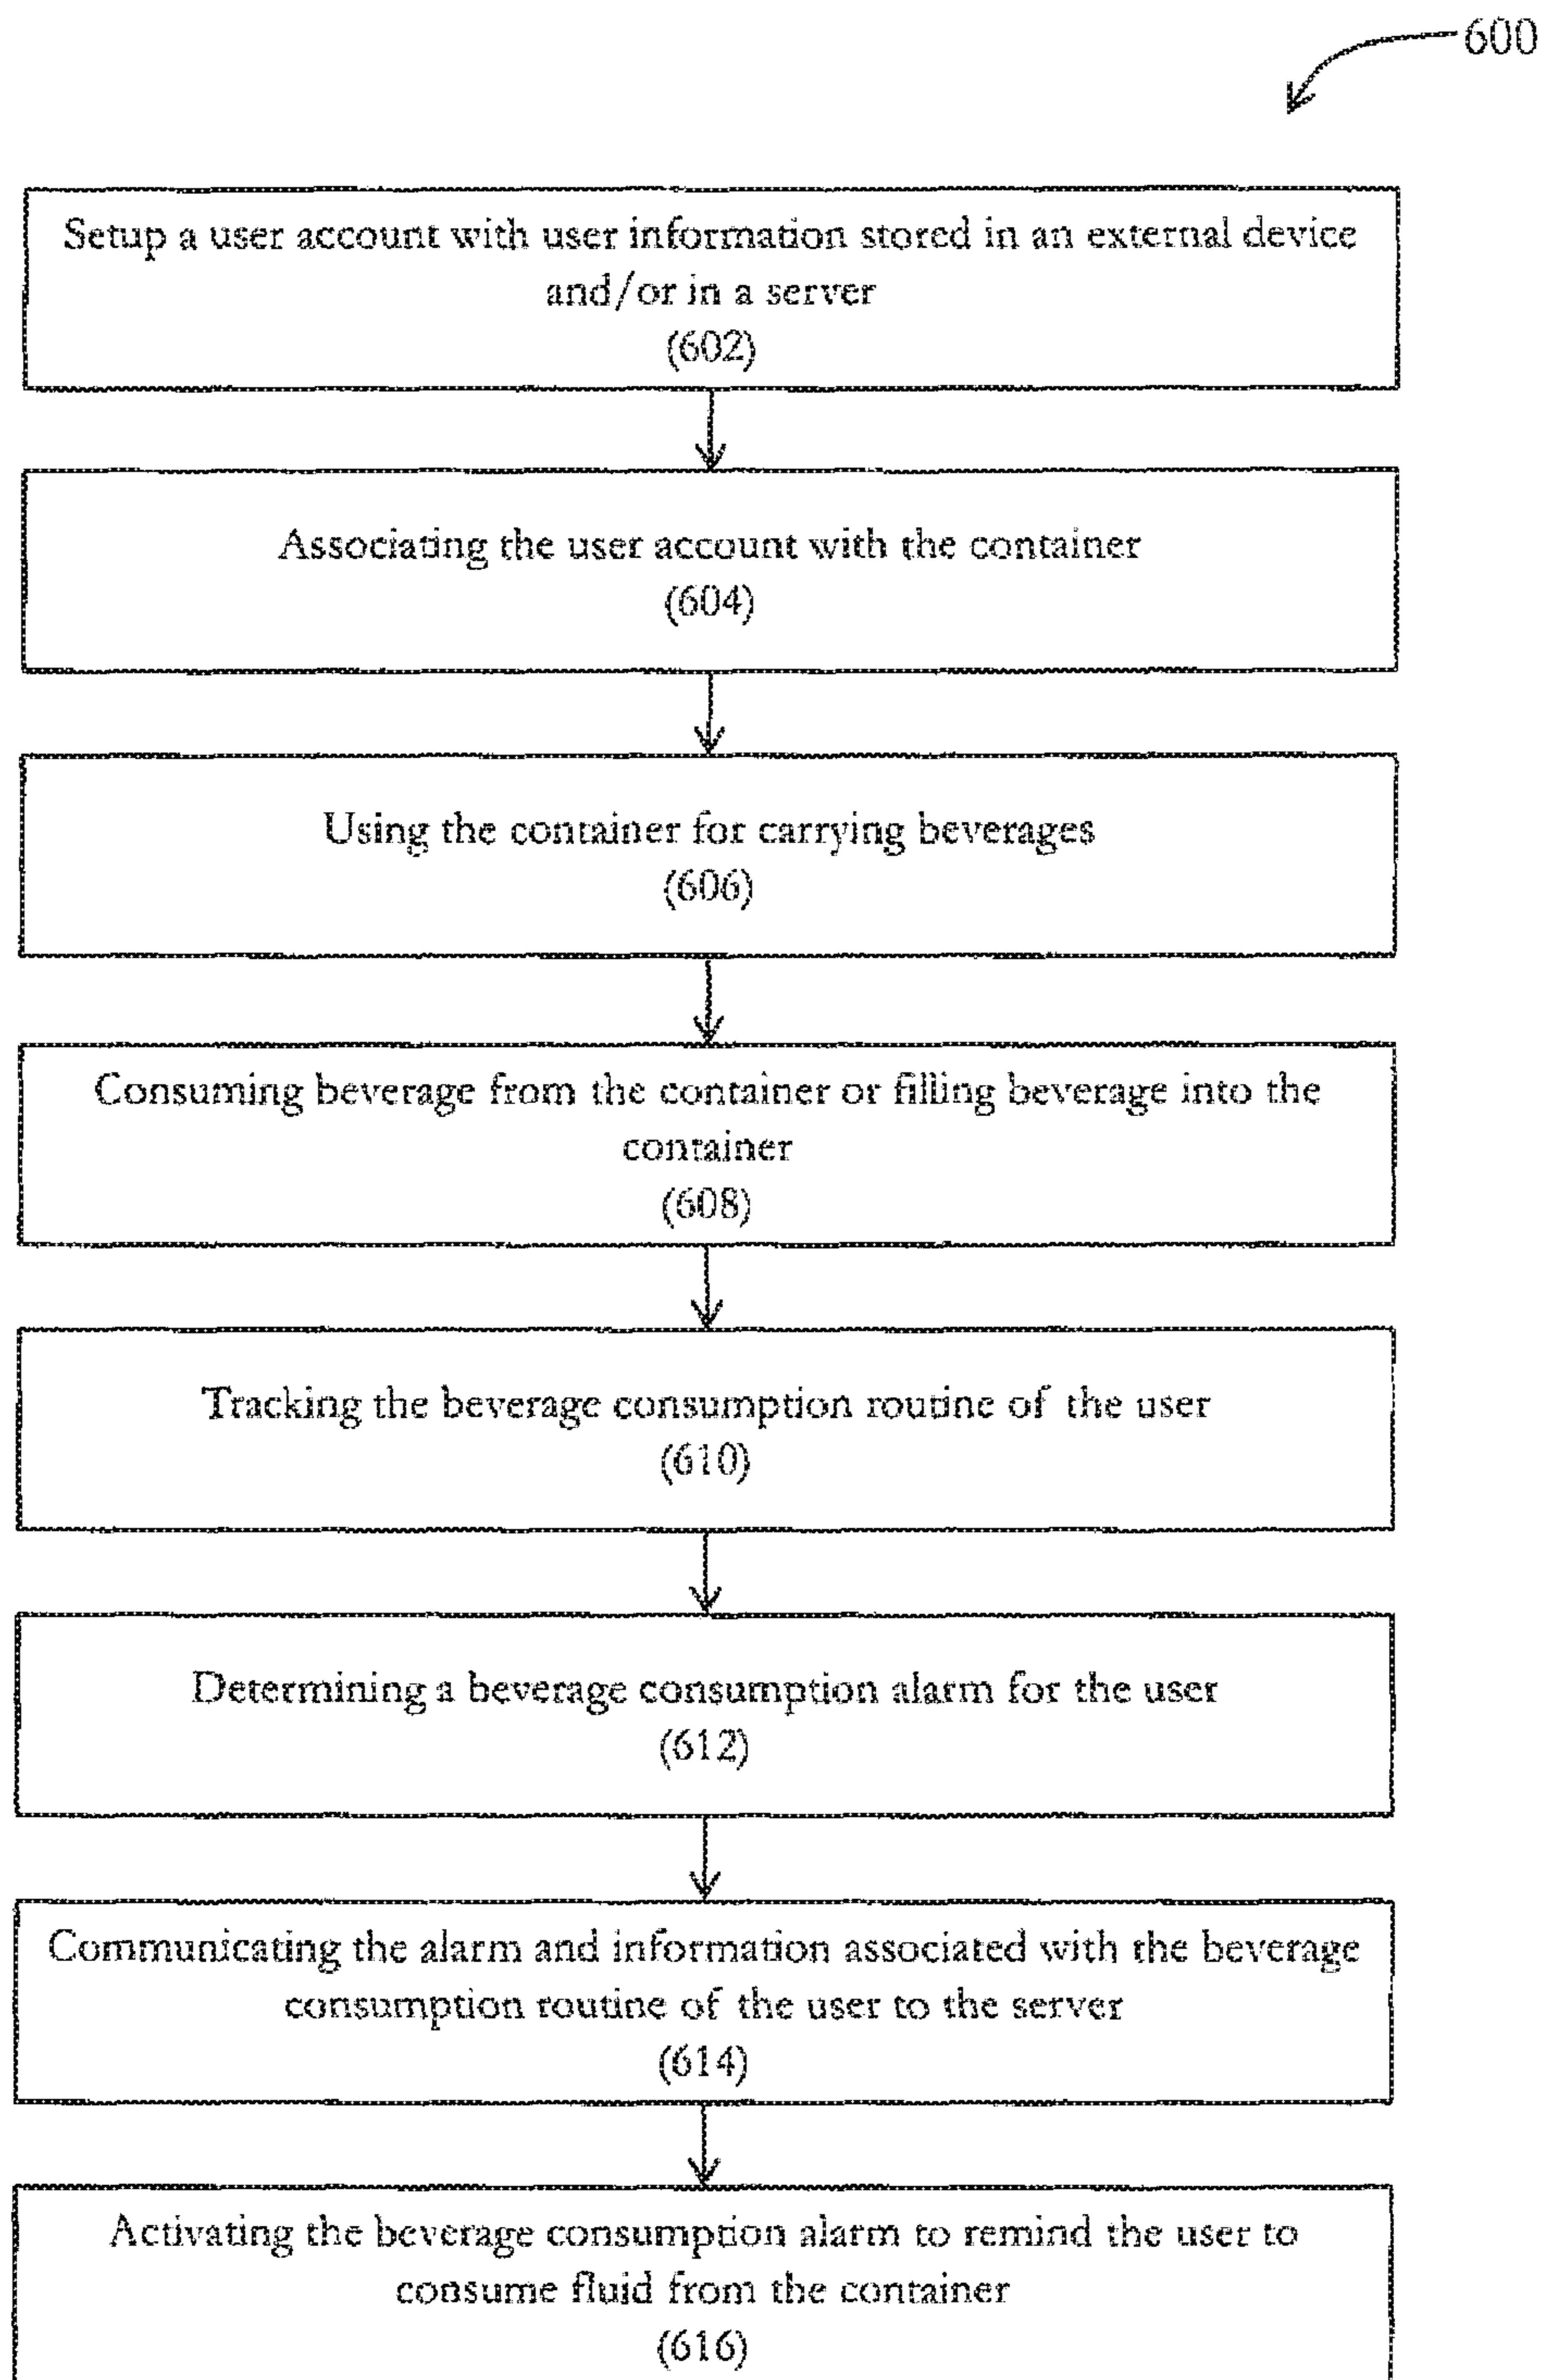 600
Setup a user account with user information stored in an external device
and/or in a server
(602)
Associating the user account with the container
(604)
Using the container for carrying beverages
(606)
Consuming beverage from the container or filling beverage into the
container
(608)
Tracking the beverage consumption routine of the user
(610)
Determining a beverage consumption alarm for the user
(612)
Communicating the alarm and information associated with the beverage
consumption routine of the user to the server
(614)
Activating the beverage consumption alarm to remind the user to
consume fluid from the container
(616)